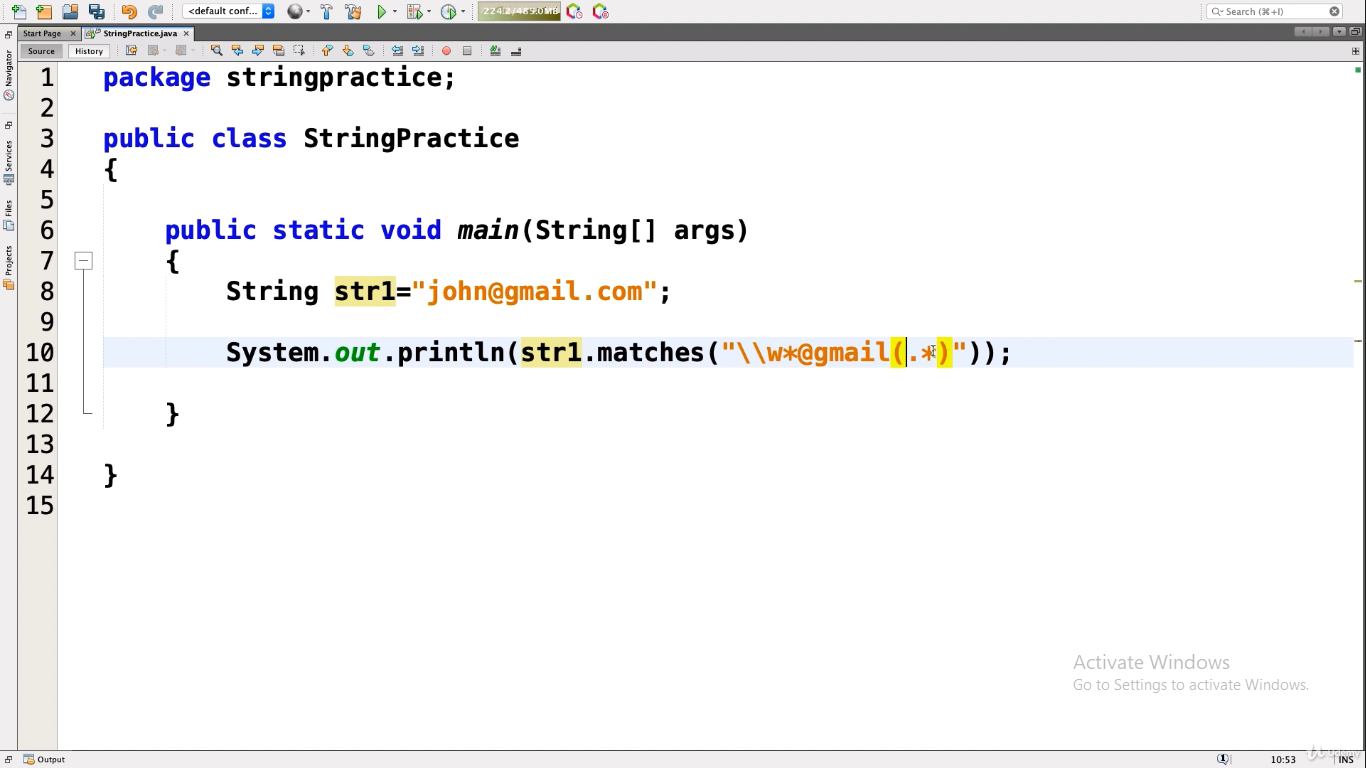 <default conf...
224.2/489.0MB
Search (⌘+I)
Start Page
StringPractice.java
Source History
Navigator
Services
Files
Projects
1 package stringpractice;
2
3 public class StringPractice
4 {
5
6 public static void main(String[] args)
7 {
8 String str1="john@gmail.com";
9
10 System.out.println(str1.matches("\\w*@gmail(.*)"));
11
12 }
13
14 }
15
Activate Windows
Go to Settings to activate Windows.
Output
1
10:53
INS
Udemy